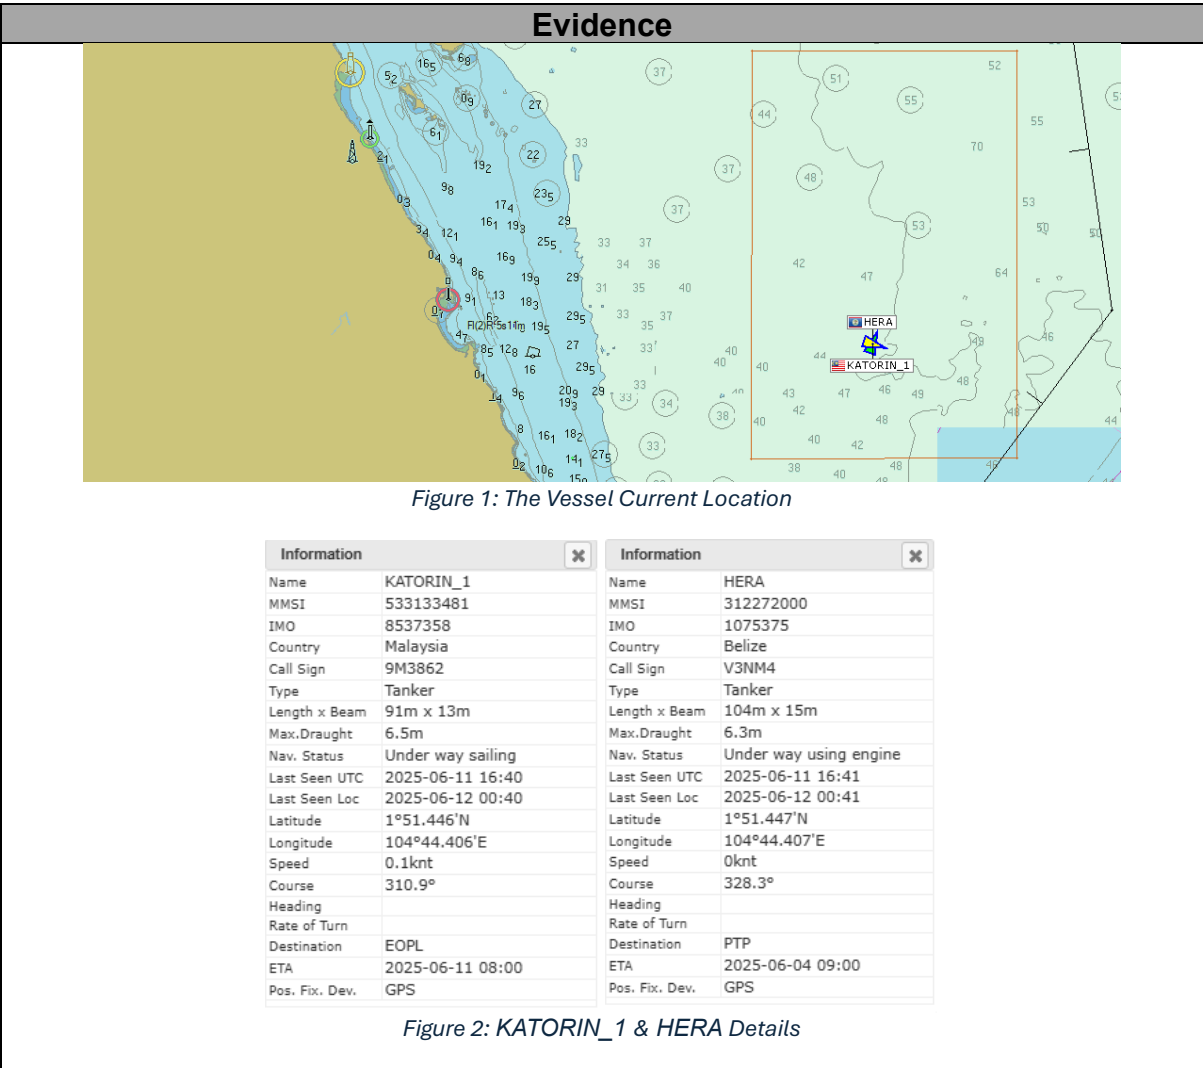 Evidence
HERA
KATORIN_1
Fl(2)R 5s11m
Figure 1: The Vessel Current Location
Information
Name KATORIN_1
MMSI 533133481
IMO 8537358
Country Malaysia
Call Sign 9M3862
Type Tanker
Length x Beam 91m x 13m
Max.Draught 6.5m
Nav. Status Under way sailing
Last Seen UTC 2025-06-11 16:40
Last Seen Loc 2025-06-12 00:40
Latitude 1°51.446'N
Longitude 104°44.406'E
Speed 0.1knt
Course 310.9°
Heading
Rate of Turn
Destination EOPL
ETA 2025-06-11 08:00
Pos. Fix. Dev. GPS
Information
Name HERA
MMSI 312272000
IMO 1075375
Country Belize
Call Sign V3NM4
Type Tanker
Length x Beam 104m x 15m
Max.Draught 6.3m
Nav. Status Under way using engine
Last Seen UTC 2025-06-11 16:41
Last Seen Loc 2025-06-12 00:41
Latitude 1°51.447'N
Longitude 104°44.407'E
Speed 0knt
Course 328.3°
Heading
Rate of Turn
Destination PTP
ETA 2025-06-04 09:00
Pos. Fix. Dev. GPS
Figure 2: KATORIN_1 & HERA Details